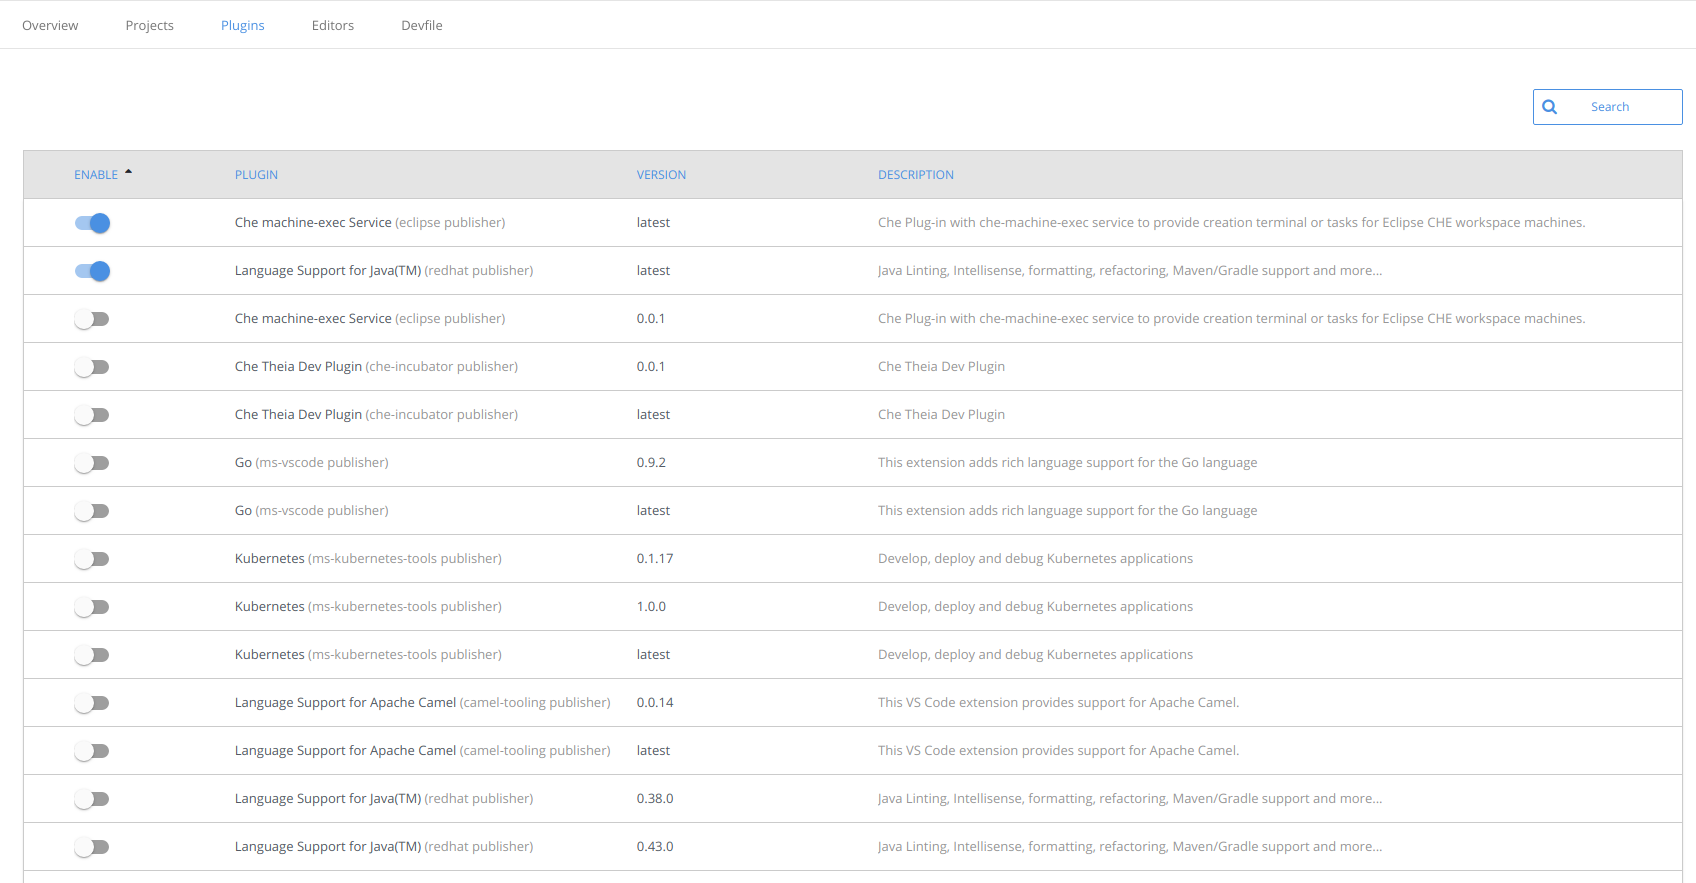 Overview Projects Plugins Editors Devfile
Search
ENABLE PLUGIN VERSION DESCRIPTION
Che machine-exec Service (eclipse publisher) latest Che Plug-in with che-machine-exec service to provide creation terminal or tasks for Eclipse CHE workspace machines.
Language Support for Java(TM) (redhat publisher) latest Java Linting, Intellisense, formatting, refactoring, Maven/Gradle support and more...
Che machine-exec Service (eclipse publisher) 0.0.1 Che Plug-in with che-machine-exec service to provide creation terminal or tasks for Eclipse CHE workspace machines.
Che Theia Dev Plugin (che-incubator publisher) 0.0.1 Che Theia Dev Plugin
Che Theia Dev Plugin (che-incubator publisher) latest Che Theia Dev Plugin
Go (ms-vscode publisher) 0.9.2 This extension adds rich language support for the Go language
Go (ms-vscode publisher) latest This extension adds rich language support for the Go language
Kubernetes (ms-kubernetes-tools publisher) 0.1.17 Develop, deploy and debug Kubernetes applications
Kubernetes (ms-kubernetes-tools publisher) 1.0.0 Develop, deploy and debug Kubernetes applications
Kubernetes (ms-kubernetes-tools publisher) latest Develop, deploy and debug Kubernetes applications
Language Support for Apache Camel (camel-tooling publisher) 0.0.14 This VS Code extension provides support for Apache Camel.
Language Support for Apache Camel (camel-tooling publisher) latest This VS Code extension provides support for Apache Camel.
Language Support for Java(TM) (redhat publisher) 0.38.0 Java Linting, Intellisense, formatting, refactoring, Maven/Gradle support and more...
Language Support for Java(TM) (redhat publisher) 0.43.0 Java Linting, Intellisense, formatting, refactoring, Maven/Gradle support and more...